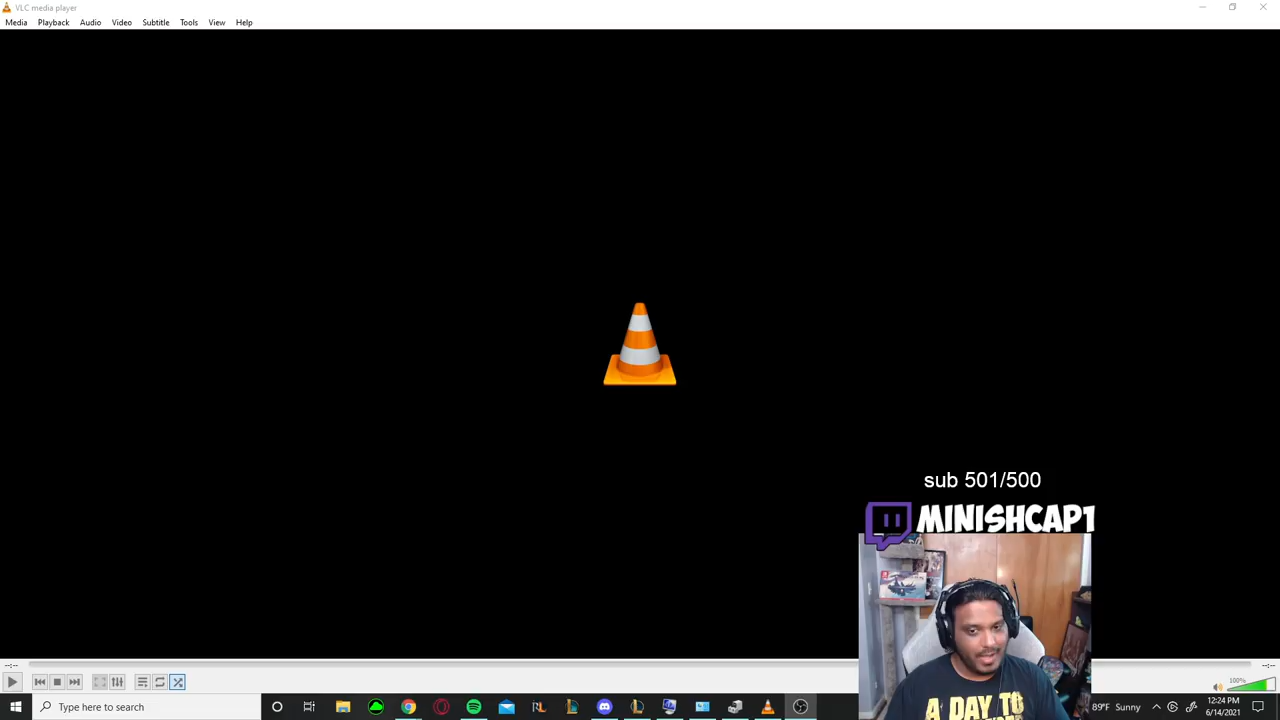 VLC media player
Media Playback Audio Video Subtitle Tools View Help
sub 501/500
MINISHCAP1
A DAY TO
--:-- --:--
100%
Type here to search
89°F Sunny
12:24 PM
6/14/2021